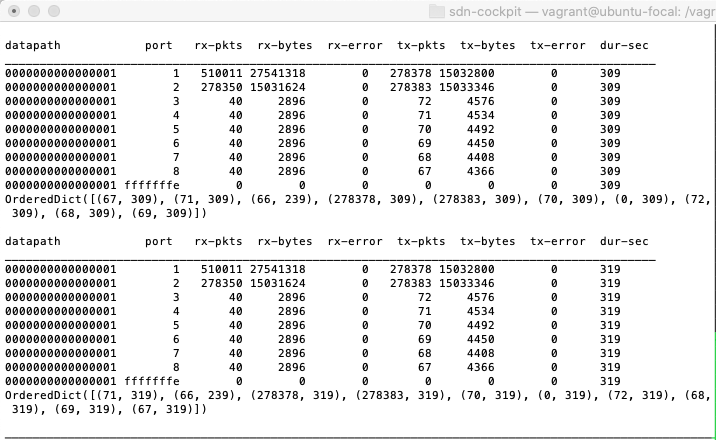 sdn-cockpit — vagrant@ubuntu-focal: /vagr
datapath port rx-pkts rx-bytes rx-error tx-pkts tx-bytes tx-error dur-sec
0000000000000001 1 510011 27541318 0 278378 15032800 0 309
0000000000000001 2 278350 15031624 0 278383 15033346 0 309
0000000000000001 3 40 2896 0 72 4576 0 309
0000000000000001 4 40 2896 0 71 4534 0 309
0000000000000001 5 40 2896 0 70 4492 0 309
0000000000000001 6 40 2896 0 69 4450 0 309
0000000000000001 7 40 2896 0 68 4408 0 309
0000000000000001 8 40 2896 0 67 4366 0 309
0000000000000001 fffffffe 0 0 0 0 0 0 309
OrderedDict([(67, 309), (71, 309), (66, 239), (278378, 309), (278383, 309), (70, 309), (0, 309), (72,
309), (68, 309), (69, 309)])
datapath port rx-pkts rx-bytes rx-error tx-pkts tx-bytes tx-error dur-sec
0000000000000001 1 510011 27541318 0 278378 15032800 0 319
0000000000000001 2 278350 15031624 0 278383 15033346 0 319
0000000000000001 3 40 2896 0 72 4576 0 319
0000000000000001 4 40 2896 0 71 4534 0 319
0000000000000001 5 40 2896 0 70 4492 0 319
0000000000000001 6 40 2896 0 69 4450 0 319
0000000000000001 7 40 2896 0 68 4408 0 319
0000000000000001 8 40 2896 0 67 4366 0 319
0000000000000001 fffffffe 0 0 0 0 0 0 319
OrderedDict([(71, 319), (66, 239), (278378, 319), (278383, 319), (70, 319), (0, 319), (72, 319), (68,
319), (69, 319), (67, 319)])